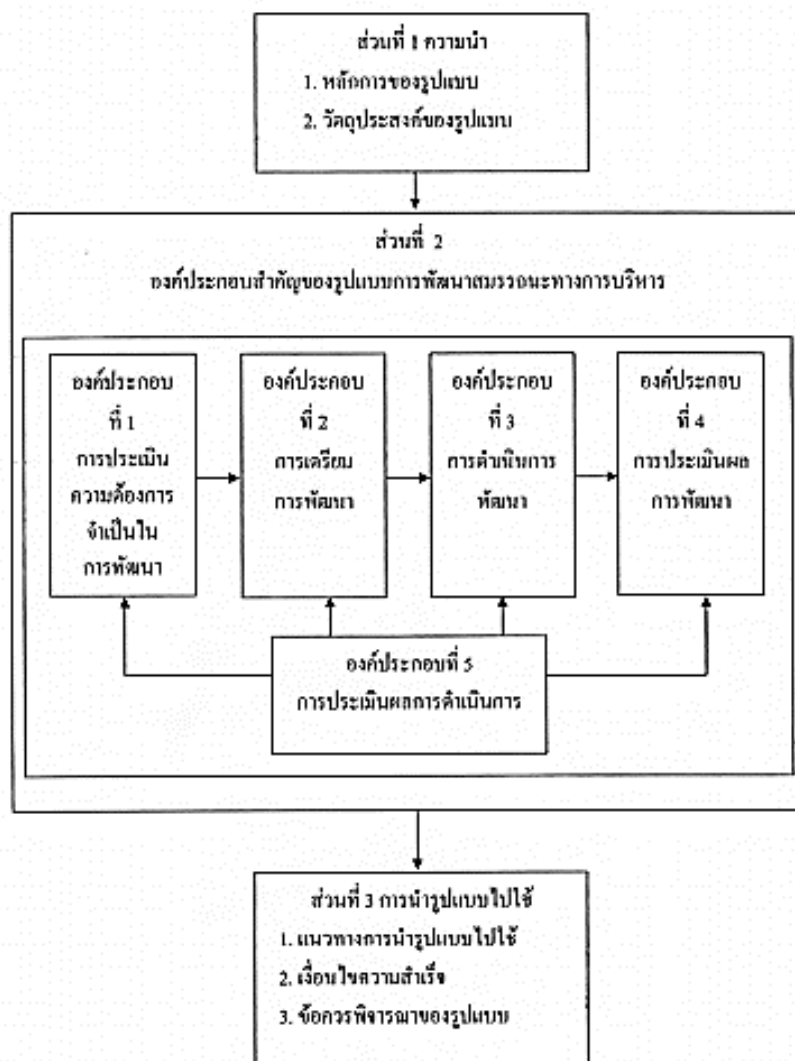 ส่วนที่ 1 ความนำ
1. หลักการของรูปแบบ
2. วัตถุประสงค์ของรูปแบบ
ส่วนที่ 2
องค์ประกอบสำคัญของรูปแบบการพัฒนาสมรรถนะทางการบริหาร
องค์ประกอบ
ที่ 1
การประเมิน
ความต้องการ
จำเป็นใน
การพัฒนา
องค์ประกอบ
ที่ 2
การเตรียม
การพัฒนา
องค์ประกอบ
ที่ 3
การดำเนินการ
พัฒนา
องค์ประกอบ
ที่ 4
การประเมินผล
การพัฒนา
องค์ประกอบที่ 5
การประเมินผลการดำเนินการ
ส่วนที่ 3 การนำรูปแบบไปใช้
1. แนวทางการนำรูปแบบไปใช้
2. เงื่อนไขความสำเร็จ
3. ข้อควรพิจารณาของรูปแบบ